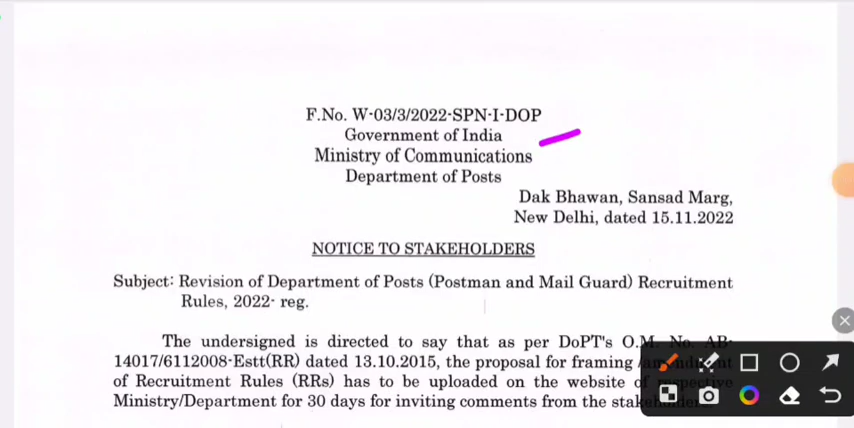 F.No. W-03/3/2022-SPN-I-DOP
Government of India
Ministry of Communications
Department of Posts
Dak Bhawan, Sansad Marg,
New Delhi, dated 15.11.2022
NOTICE TO STAKEHOLDERS
Subject: Revision of Department of Posts (Postman and Mail Guard) Recruitment
Rules, 2022- reg.
The undersigned is directed to say that as per DoPT's O.M. No. AB-
14017/6112008-Estt(RR) dated 13.10.2015, the proposal for framing /amendment
of Recruitment Rules (RRs) has to be uploaded on the website of respective
Ministry/Department for 30 days for inviting comments from the stakeholders.